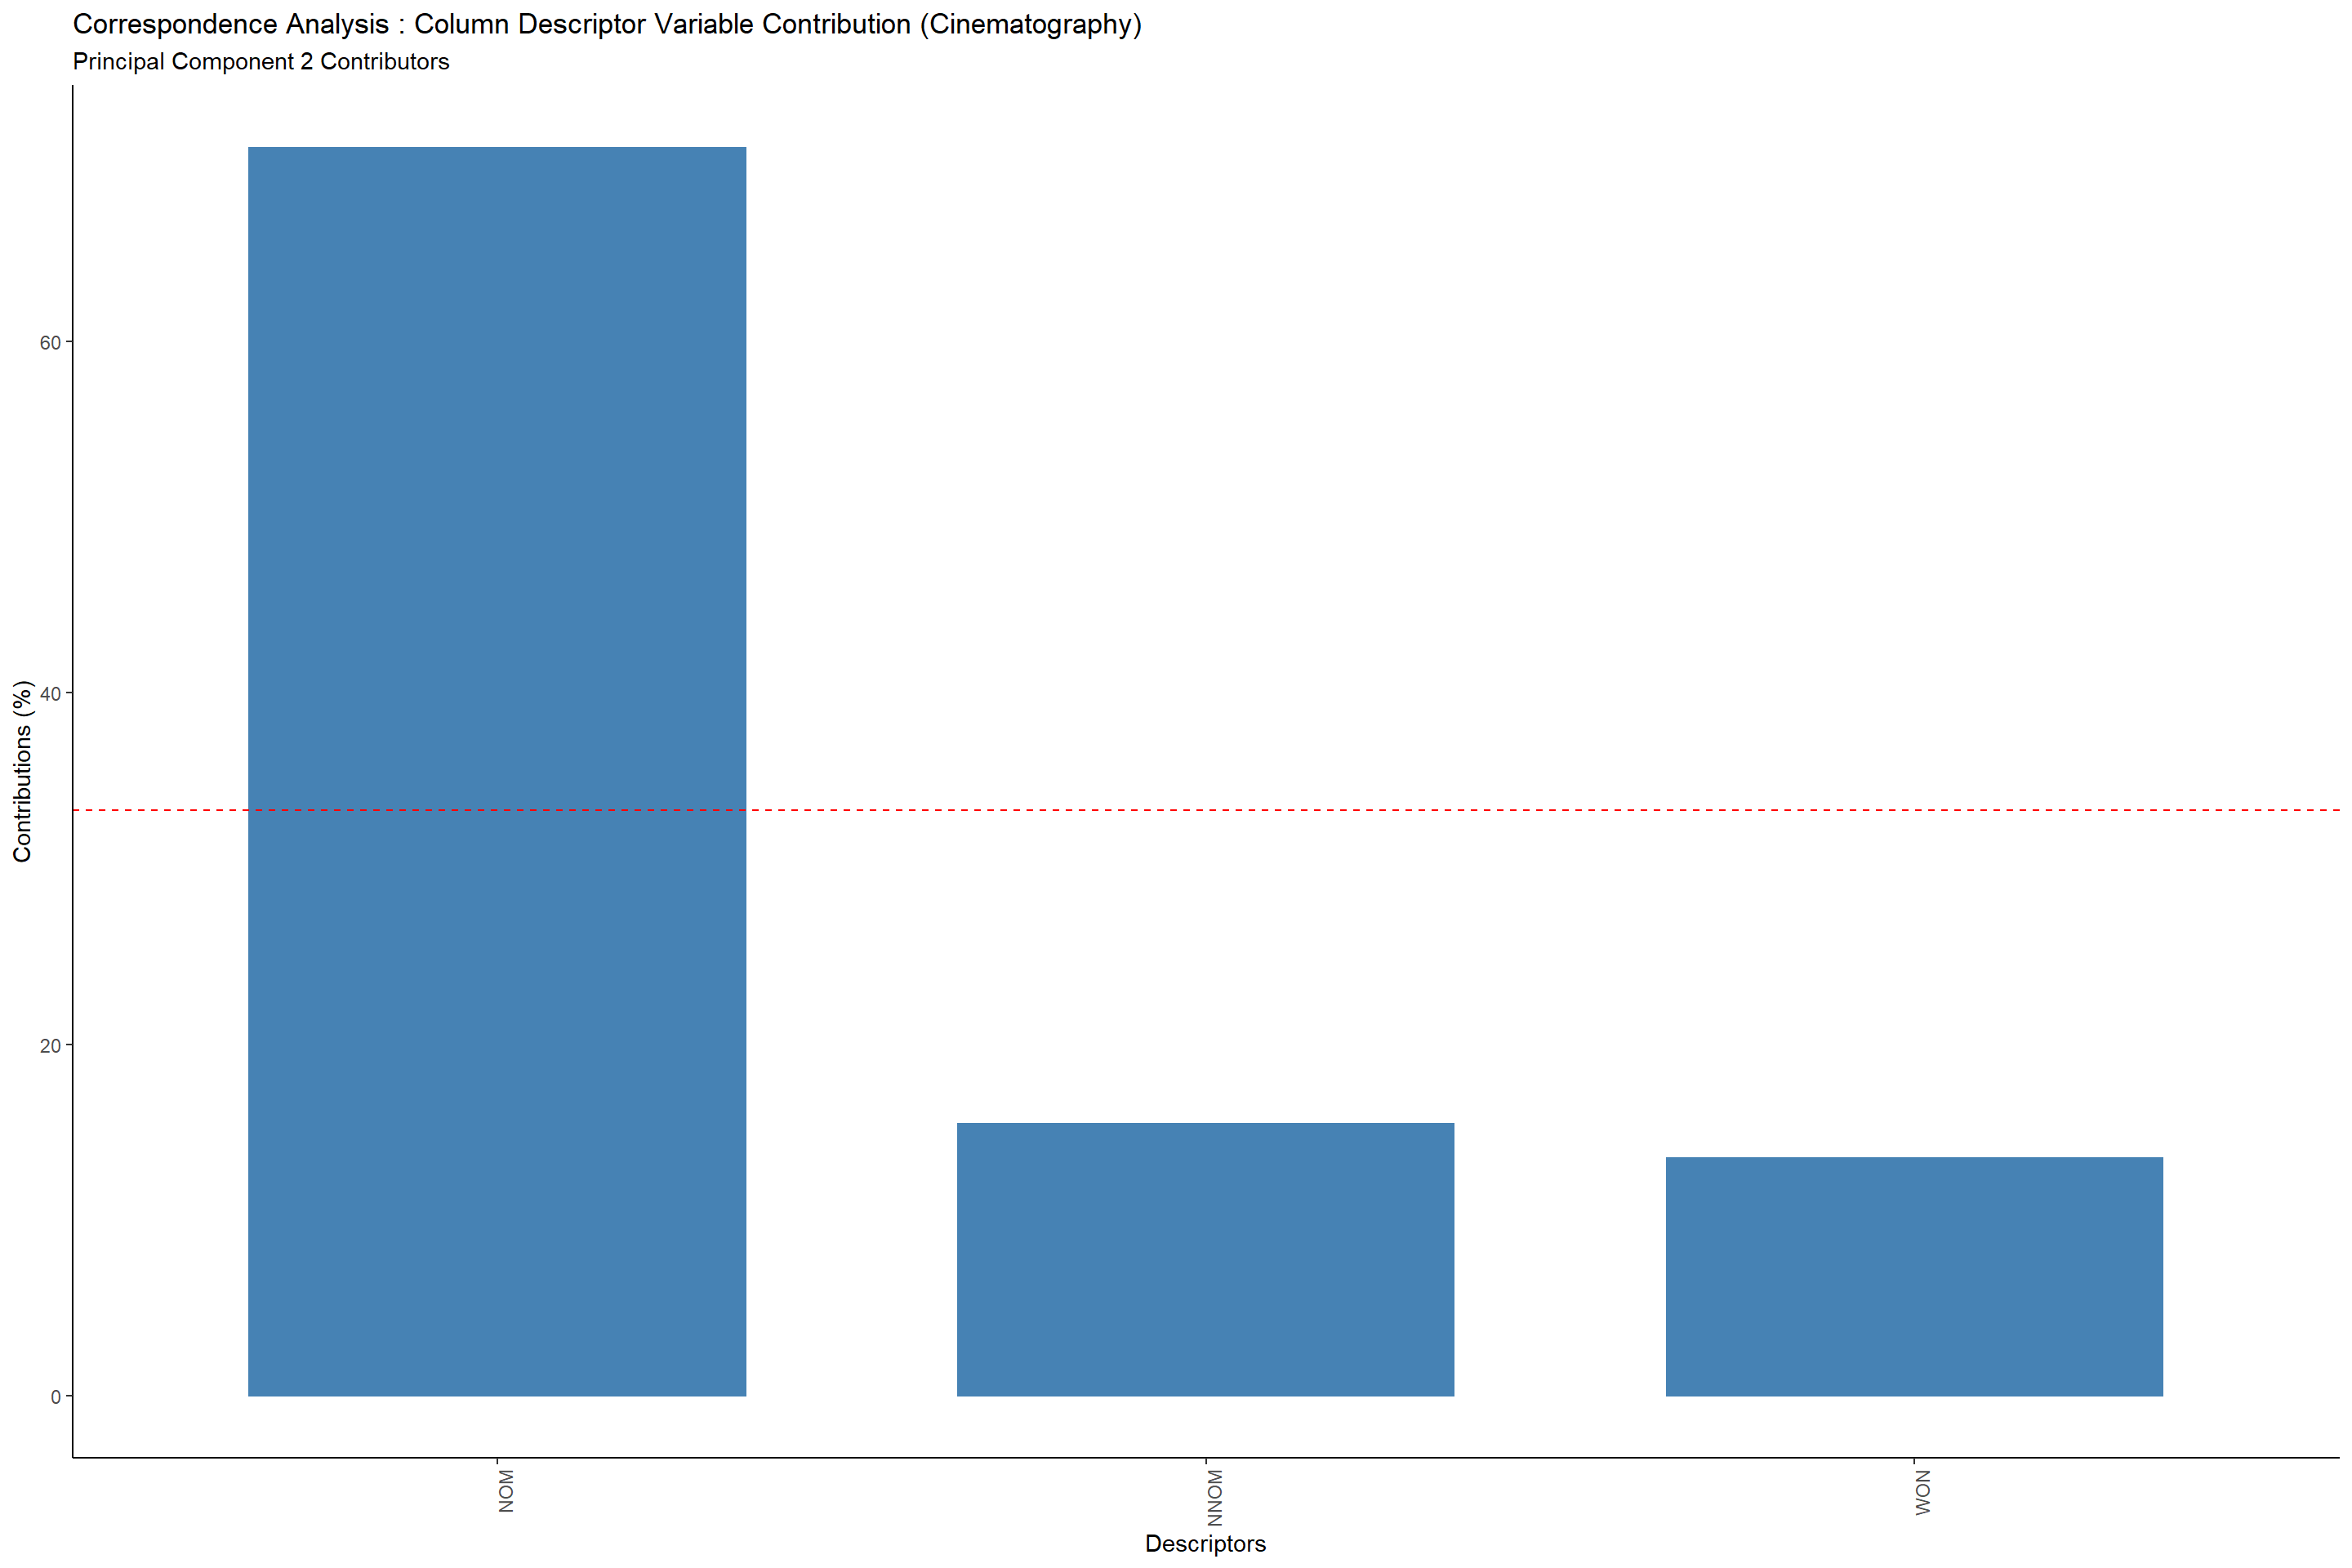 Correspondence Analysis : Column Descriptor Variable Contribution (Cinematography)
Principal Component 2 Contributors
Contributions (%)
60
40
20
0
NOM
NNOM
WON
Descriptors